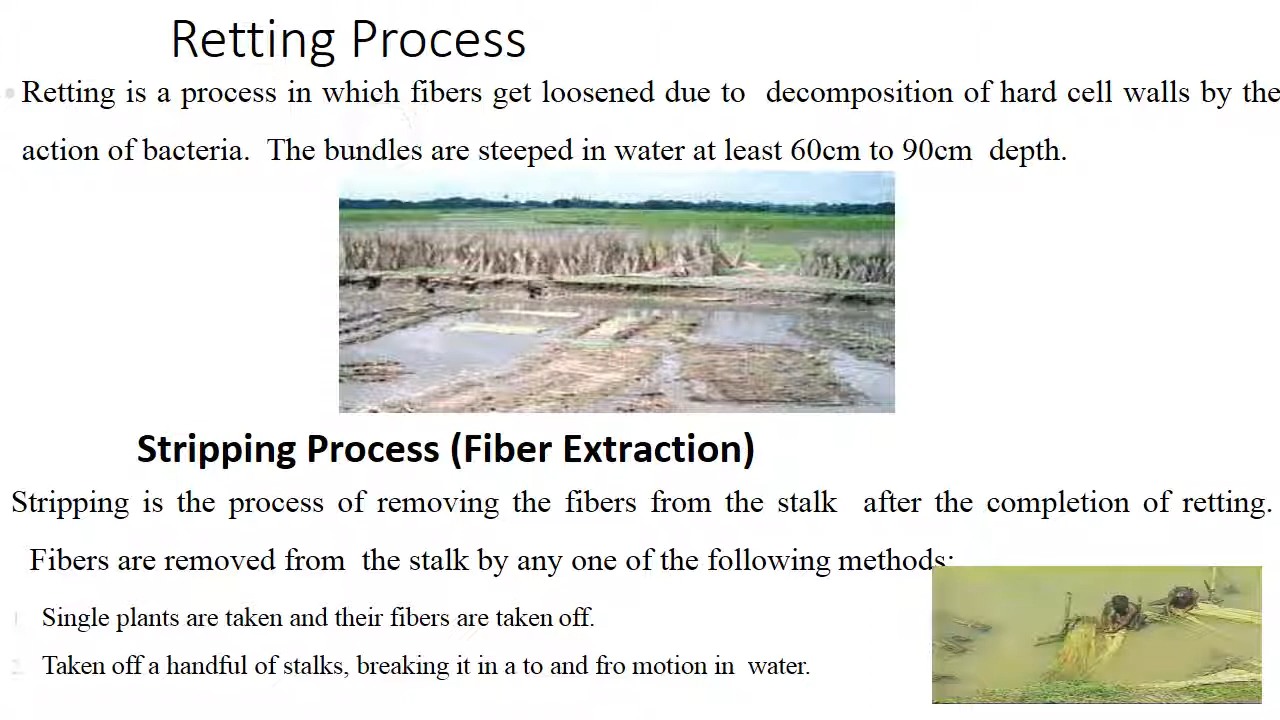 Retting Process
• Retting is a process in which fibers get loosened due to decomposition of hard cell walls by the
action of bacteria. The bundles are steeped in water at least 60cm to 90cm depth.
Stripping Process (Fiber Extraction)
Stripping is the process of removing the fibers from the stalk after the completion of retting.
Fibers are removed from the stalk by any one of the following methods:
1. Single plants are taken and their fibers are taken off.
2. Taken off a handful of stalks, breaking it in a to and fro motion in water.